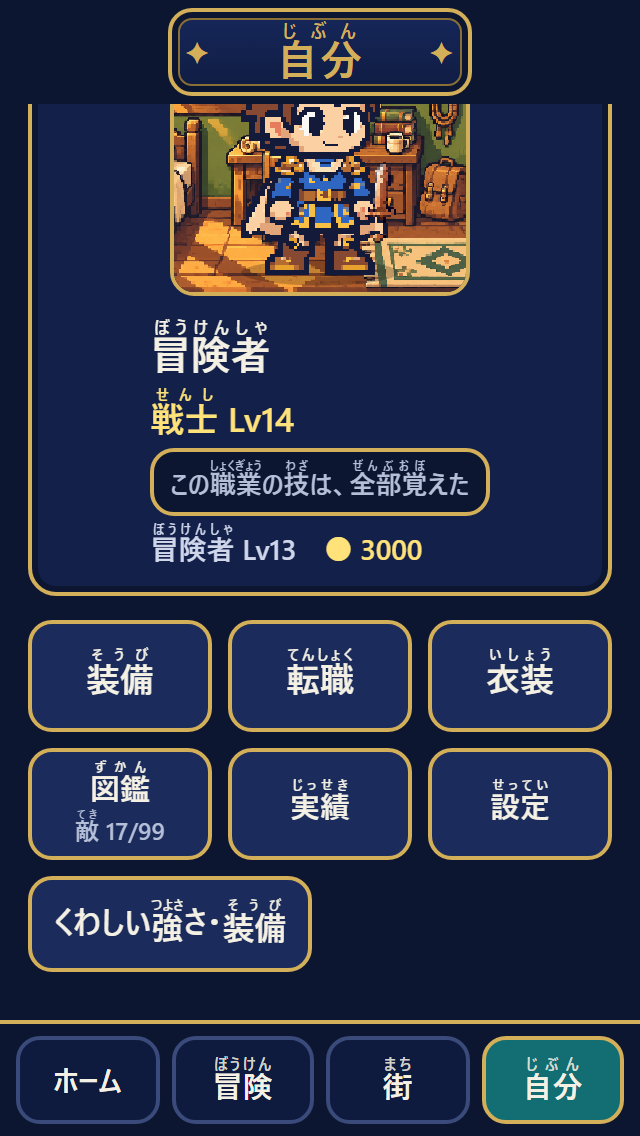 じぶん
自分
ぼうけんしゃ
冒険者
せんし
戦士 Lv14
しょくぎょう わざ ぜんぶおぼ
この職業の技は、全部覚えた
ぼうけんしゃ
冒険者 Lv13 3000
そうび てんしょく いしょう
装備 転職 衣装
ずかん
図鑑
てき
敵 17/99
じっせき
実績
せってい
設定
つよさ そうび
くわしい強さ・装備
ホーム
ぼうけん
冒険
まち
街
じぶん
自分